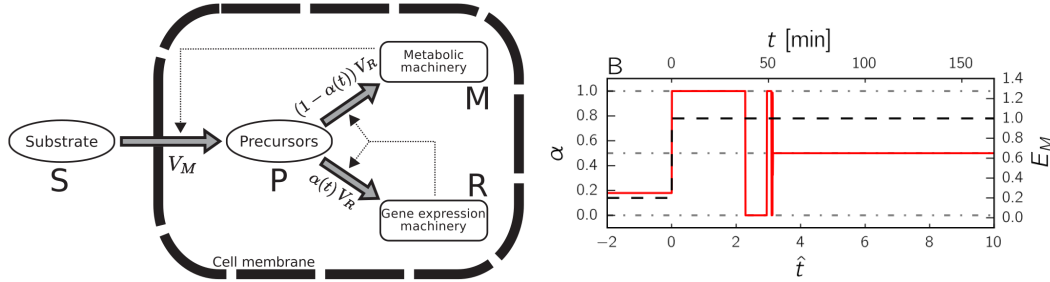 Substrate
S
V_M
Precursors
P
(1 − α(t)) V_R
α(t) V_R
Metabolic
machinery
M
R
Gene expression
machinery
Cell membrane
t [min]
0 50 100 150
B
α
1.0
0.8
0.6
0.4
0.2
0.0
1.4
1.2
1.0
0.8
0.6
0.4
0.2
0.0
E_M
−2 0 2 4 6 8 10
t̂